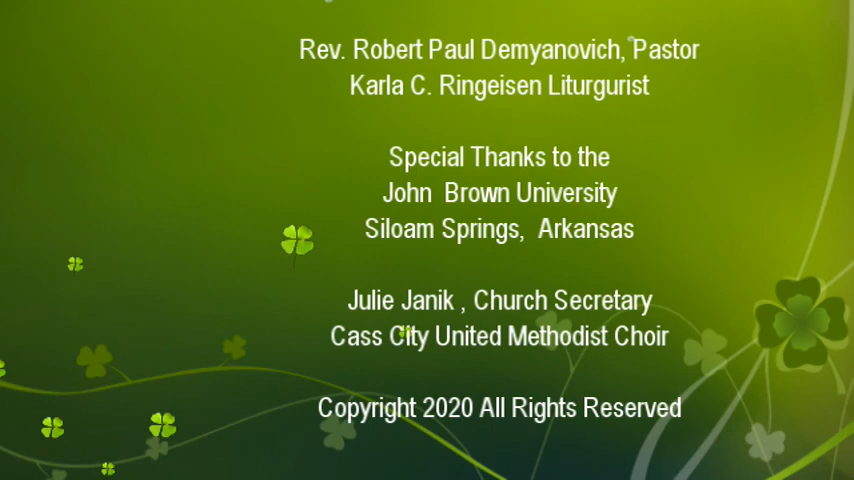 Rev. Robert Paul Demyanovich, Pastor
Karla C. Ringeisen Liturgurist
Special Thanks to the
John Brown University
Siloam Springs, Arkansas
Julie Janik , Church Secretary
Cass City United Methodist Choir
Copyright 2020 All Rights Reserved